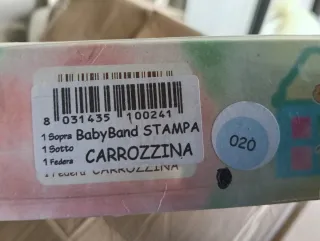 8 031435 100241
1 Sopra BabyBand STAMPA
1 Sotto
1 Federa CARROZZINA
1 Federa CARROZZINA
020